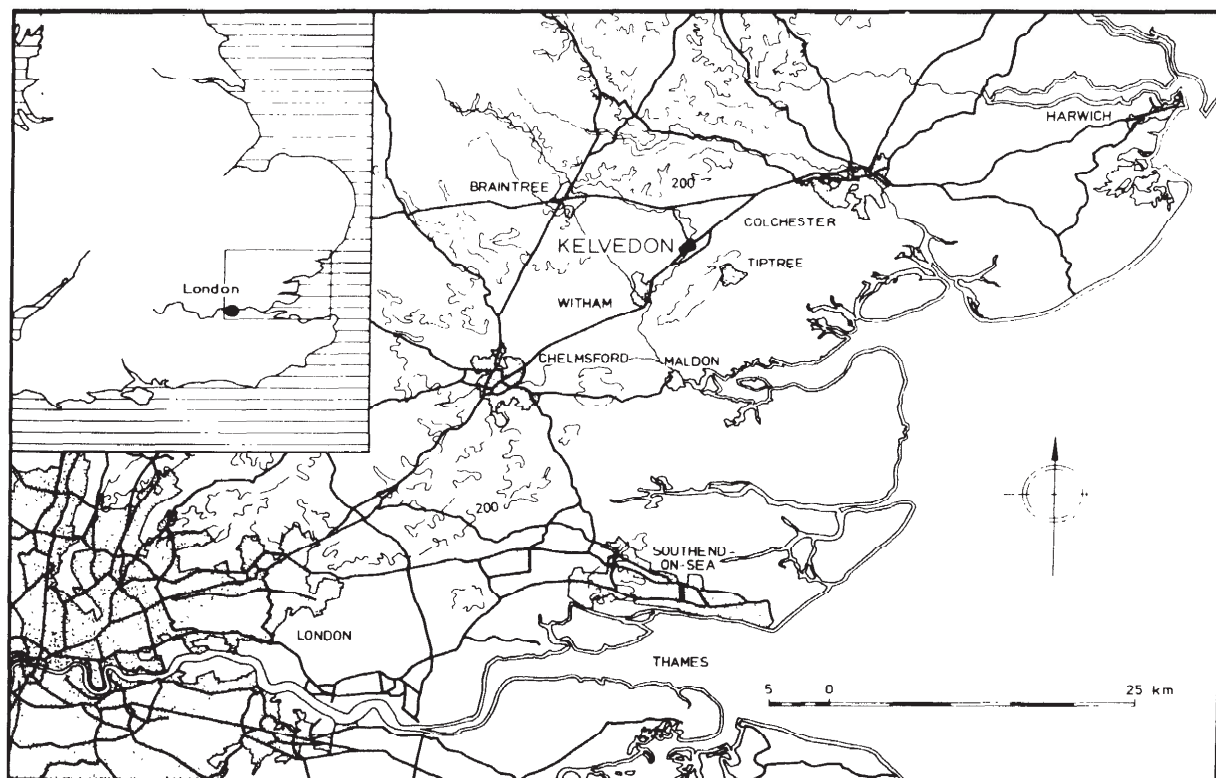 HARWICH
BRAINTREE
200
COLCHESTER
KELVEDON
TIPTREE
London
WITHAM
CHELMSFORD
MALDON
200
SOUTHEND-
ON-SEA
LONDON
THAMES
5 0 25 km